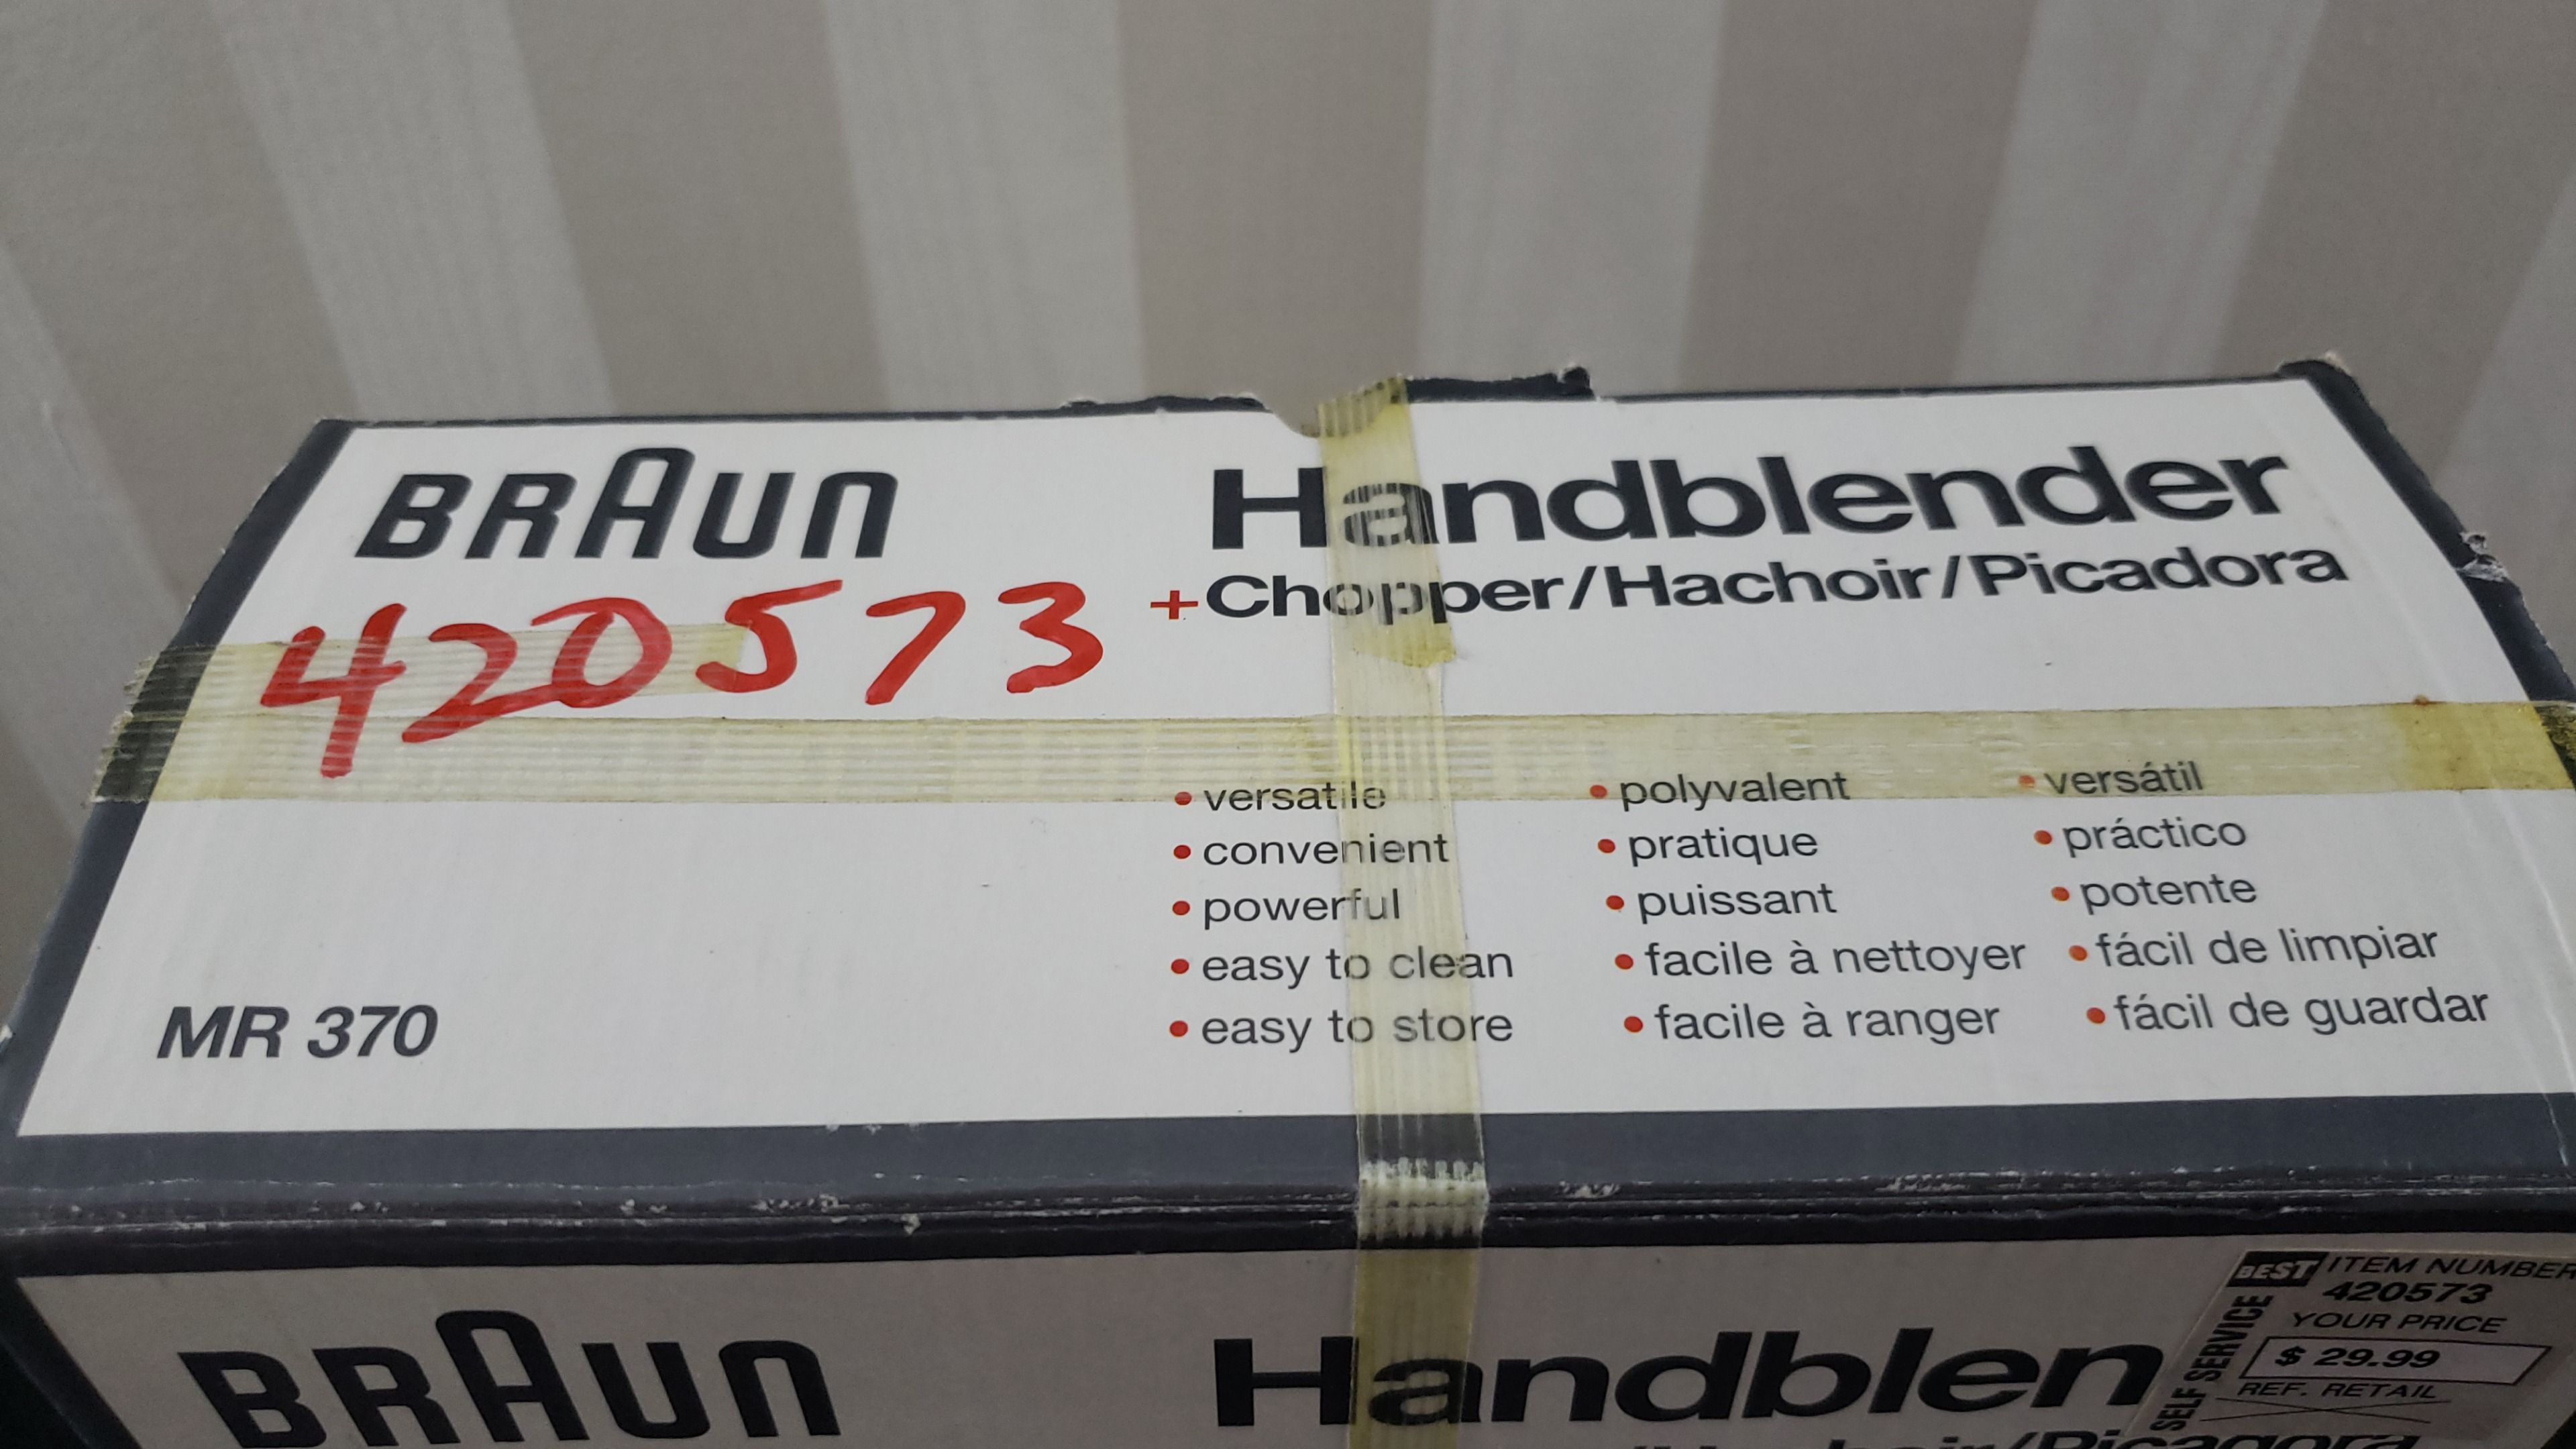 BRAUN
Handblender
+Chopper/Hachoir/Picadora
420573
• versatile
• convenient
• powerful
• easy to clean
• easy to store
• polyvalent
• pratique
• puissant
• facile à nettoyer
• facile à ranger
• versátil
• práctico
• potente
• fácil de limpiar
• fácil de guardar
MR 370
BRAUN
Handblen
BEST ITEM NUMBER
420573
YOUR PRICE
$ 29.99
REF. RETAIL
SELF SERVICE